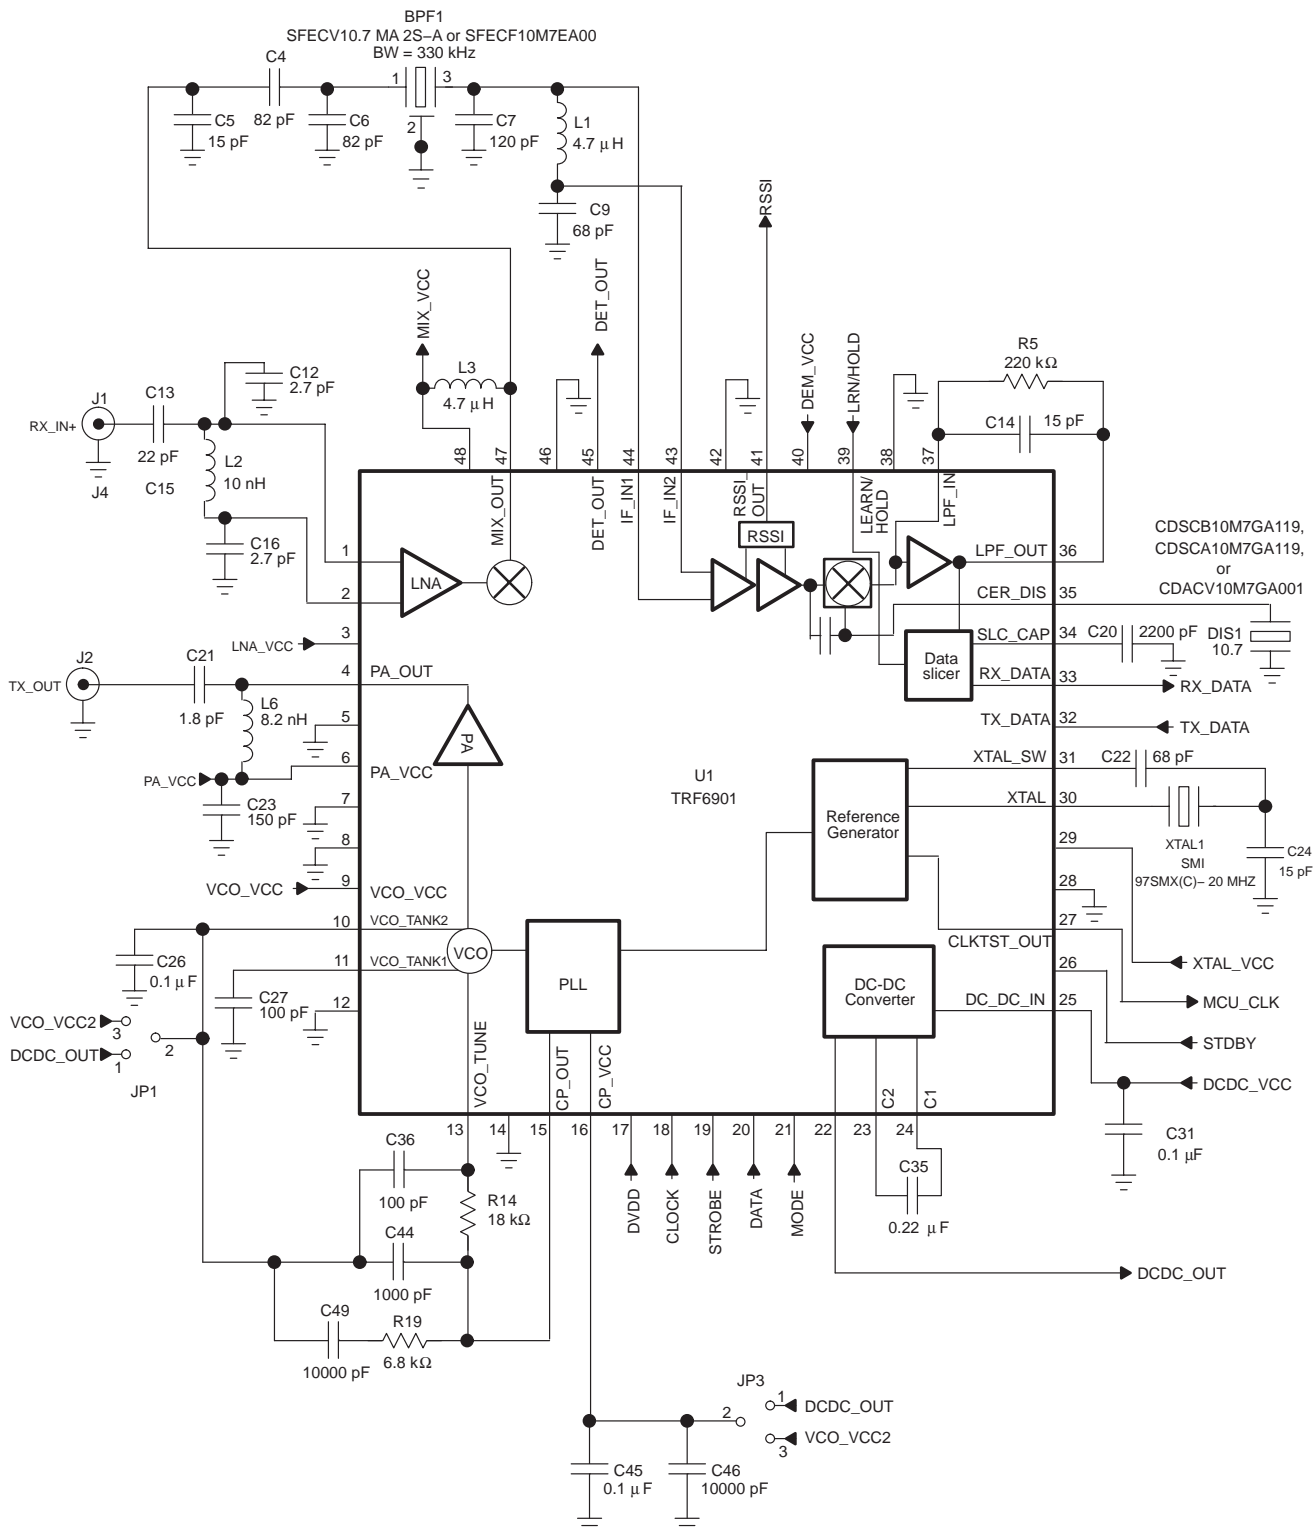 BPF1
SFECV10.7 MA 2S−A or SFECF10M7EA00
BW = 330 kHz
C4
1
3
2
C5
82 pF
15 pF
C6
82 pF
C7
120 pF
L1
4.7 µ H
C9
68 pF
RSSI
MIX_VCC
DET_OUT
DEM_VCC
LRN/HOLD
R5
220 kΩ
C14
15 pF
L3
4.7 µ H
C12
2.7 pF
C13
J1
RX_IN+
22 pF
J4
C15
L2
10 nH
C16
2.7 pF
48
47
46
45
44
43
42
41
40
39
38
37
MIX_OUT
DET_OUT
IF_IN1
IF_IN2
RSSI_
OUT
LEARN/
HOLD
LPF_IN
RSSI
LNA
LPF_OUT
36
CER_DIS
35
SLC_CAP
34
RX_DATA
33
TX_DATA
32
XTAL_SW
31
XTAL
30
29
28
27
CLKTST_OUT
26
DC_DC_IN
25
CDSCB10M7GA119,
CDSCA10M7GA119,
or
CDACV10M7GA001
C20
2200 pF
DIS1
10.7
Data
slicer
RX_DATA
TX_DATA
C22
68 pF
XTAL1
SMI
97SMX(C)− 20 MHZ
C24
15 pF
XTAL_VCC
MCU_CLK
STDBY
DCDC_VCC
C31
0.1 µF
1
2
3
LNA_VCC
4
PA_OUT
J2
TX_OUT
C21
1.8 pF
L6
8.2 nH
5
6
PA_VCC
PA_VCC
C23
150 pF
7
8
VCO_VCC
9
VCO_VCC
10
VCO_TANK2
11
VCO_TANK1
12
PA
U1
TRF6901
Reference
Generator
VCO
PLL
DC-DC
Converter
C26
0.1 µ F
C27
100 pF
VCO_VCC2
3
2
DCDC_OUT
1
JP1
VCO_TUNE
CP_OUT
CP_VCC
C2
C1
13
14
15
16
17
18
19
20
21
22
23
24
DVDD
CLOCK
STROBE
DATA
MODE
C35
0.22 µ F
DCDC_OUT
C36
100 pF
R14
18 kΩ
C44
1000 pF
C49
10000 pF
R19
6.8 kΩ
JP3
2
1
DCDC_OUT
VCO_VCC2
3
C45
0.1 µ F
C46
10000 pF